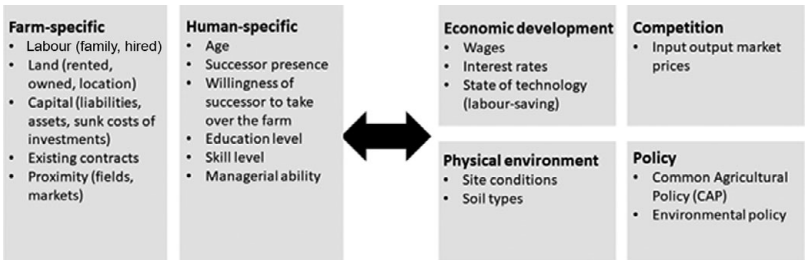 Farm-specific
• Labour (family, hired)
• Land (rented,
owned, location)
• Capital (liabilities,
assets, sunk costs of
investments)
• Existing contracts
• Proximity (fields,
markets)
Human-specific
• Age
• Successor presence
• Willingness of
successor to take
over the farm
• Education level
• Skill level
• Managerial ability
Economic development
• Wages
• Interest rates
• State of technology
(labour-saving)
Competition
• Input output market
prices
Physical environment
• Site conditions
• Soil types
Policy
• Common Agricultural
Policy (CAP)
• Environmental policy